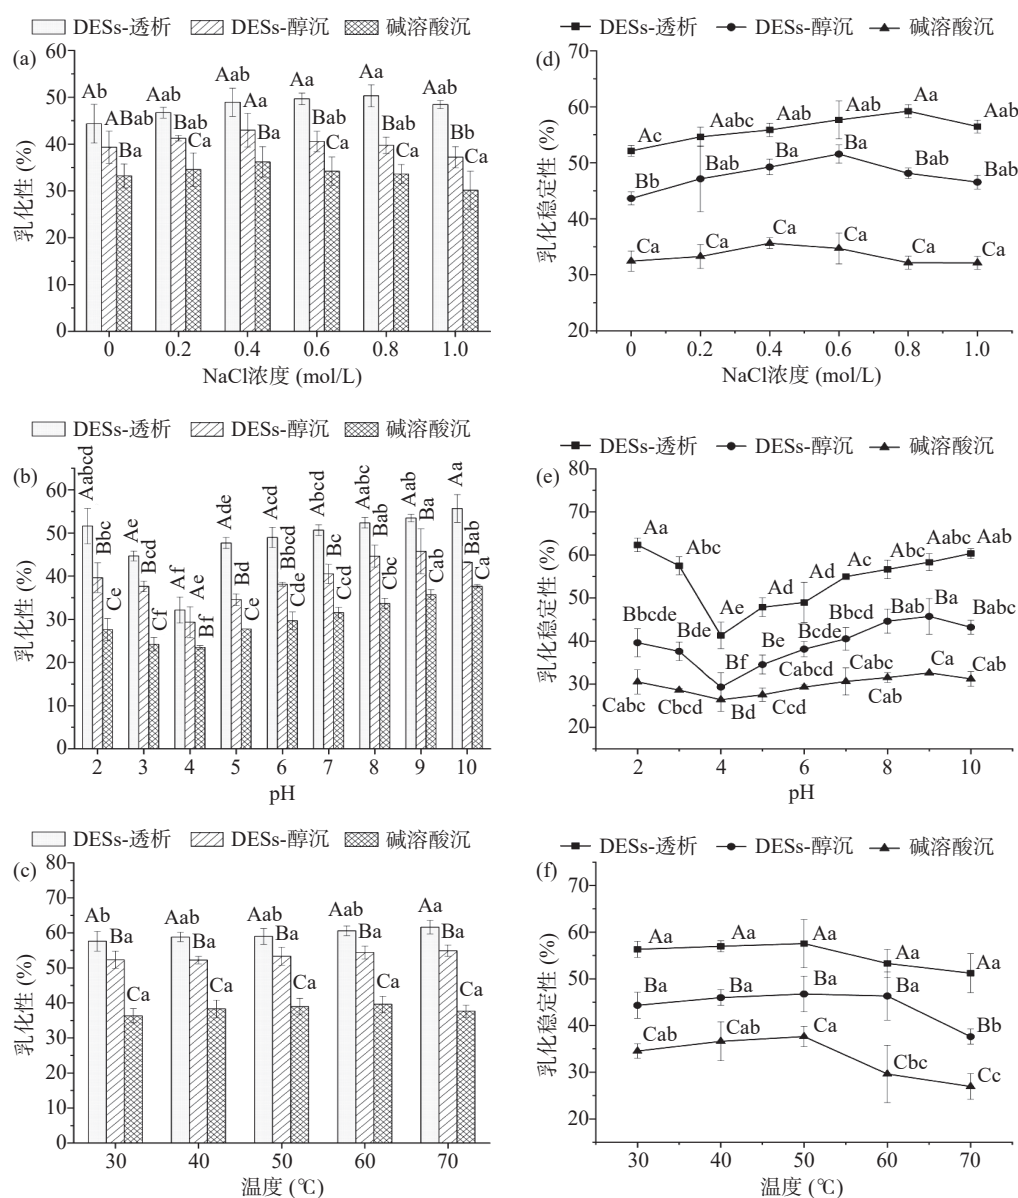 DESs-透析 DESs-醇沉 碱溶酸沉
(a)
乳化性 (%)
60
50
40
30
20
10
0
Ab Aab Aab Aa Aa Aab
ABab Bab Aa Bab Bab Bb
Ba Ca Ba Ca Ca Ca
0 0.2 0.4 0.6 0.8 1.0
NaCl浓度 (mol/L)
DESs-透析 DESs-醇沉 碱溶酸沉
(d)
乳化稳定性 (%)
70
60
50
40
30
20
Ac Aabc Aab Aab Aa Aab
Bb Bab Ba Ba Bab Bab
Ca Ca Ca Ca Ca Ca
0 0.2 0.4 0.6 0.8 1.0
NaCl浓度 (mol/L)
DESs-透析 DESs-醇沉 碱溶酸沉
(b)
乳化性 (%)
60
50
40
30
20
10
0
Aabcd Ae Af Ade Acd Abcd Aabc Aab Aa
Bbc Bcd Ae Bd Bbcd Bc Bab Ba Bab
Ce Cf Bf Ce Cde Ccd Cbc Cab Ca
2 3 4 5 6 7 8 9 10
pH
DESs-透析 DESs-醇沉 碱溶酸沉
(e)
乳化稳定性 (%)
80
70
60
50
40
30
20
Aa Abc Ae Ad Ad Ac Abc Aabc Aab
Bbcde Bde Bf Be Bcde Bbcd Bab Ba Babc
Cabc Cbcd Bd Ccd Cabcd Cabc Cab Ca Cab
2 4 6 8 10
pH
DESs-透析 DESs-醇沉 碱溶酸沉
(c)
乳化性 (%)
80
70
60
50
40
30
20
10
0
Ab Aab Aab Aab Aa
Ba Ba Ba Ba Ba
Ca Ca Ca Ca Ca
30 40 50 60 70
温度 (℃)
DESs-透析 DESs-醇沉 碱溶酸沉
(f)
乳化稳定性 (%)
70
60
50
40
30
20
Aa Aa Aa Aa Aa
Ba Ba Ba Ba Bb
Cab Cab Ca Cbc Cc
30 40 50 60 70
温度 (℃)